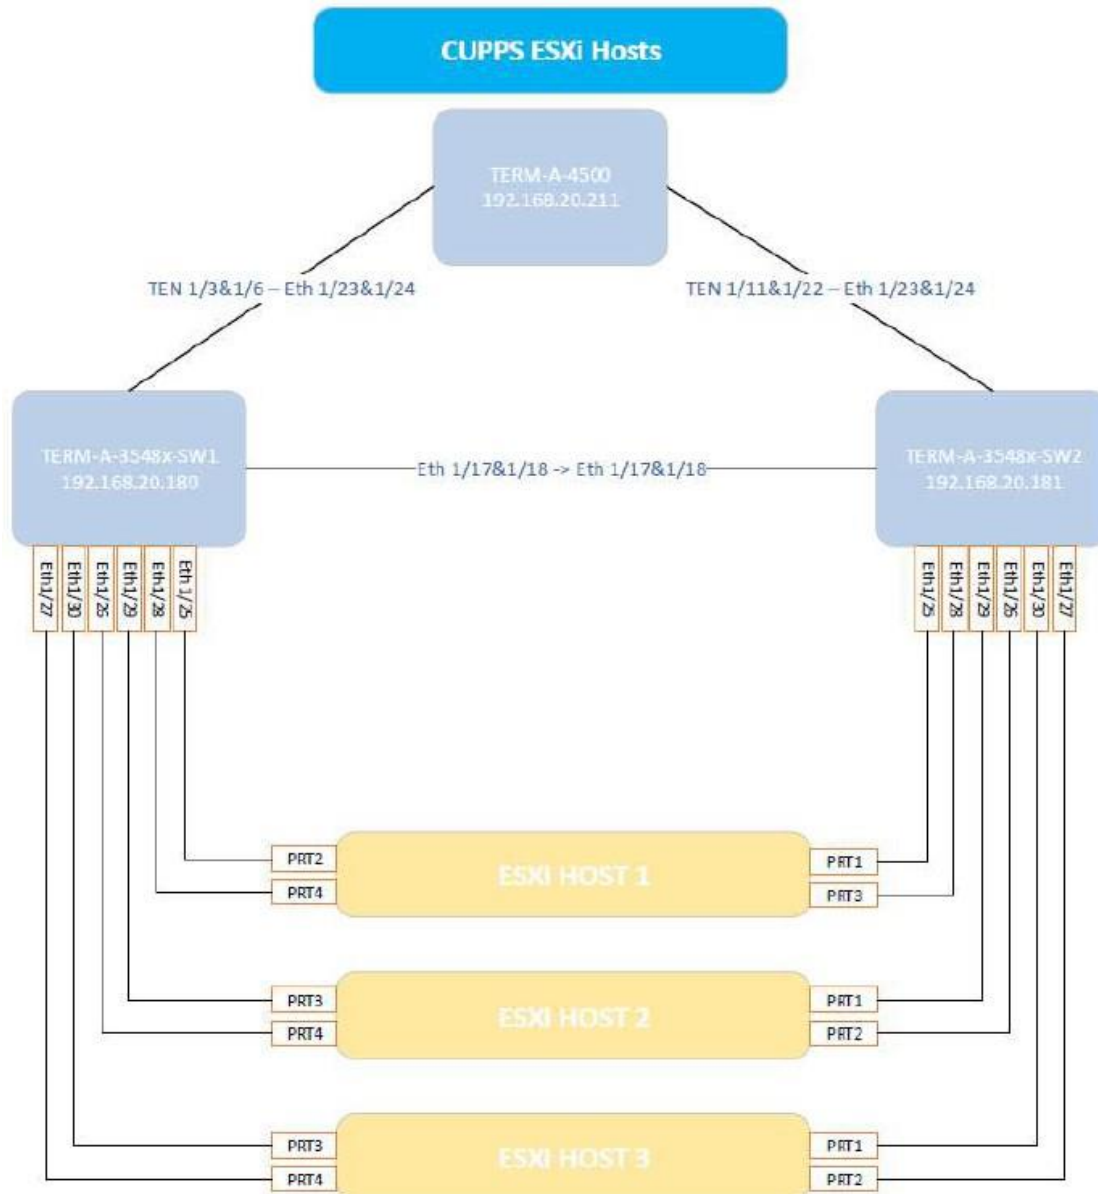 CUPPS ESXi Hosts
TERM-A-4500
192.168.20.211
TEN 1/3&1/6 – Eth 1/23&1/24
TEN 1/11&1/22 – Eth 1/23&1/24
TERM-A-3548x-SW1
192.168.20.180
Eth 1/17&1/18 -> Eth 1/17&1/18
TERM-A-3548x-SW2
192.168.20.181
Eth1/27
Eth1/30
Eth1/26
Eth1/29
Eth1/28
Eth 1/25
Eth1/25
Eth1/28
Eth1/29
Eth1/26
Eth1/30
Eth1/27
PRT2
PRT4
ESXi HOST 1
PRT1
PRT3
PRT3
PRT4
ESXi HOST 2
PRT1
PRT2
PRT3
PRT4
ESXi HOST 3
PRT1
PRT2